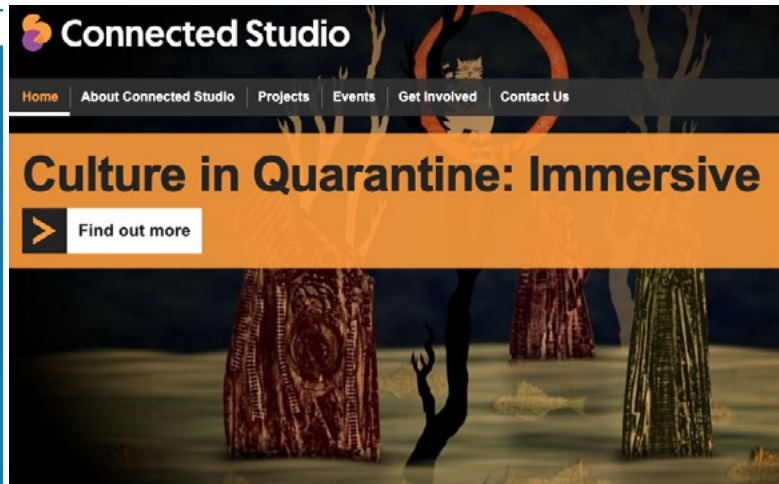 Connected Studio
Home About Connected Studio Projects Events Get Involved Contact Us
Culture in Quarantine: Immersive
Find out more